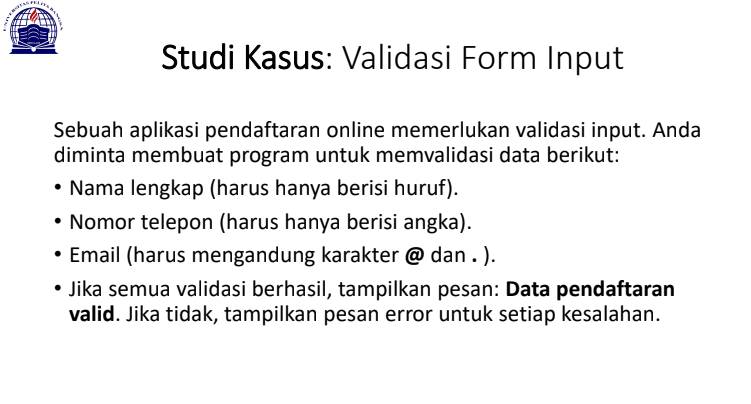 UNIVERSITAS PELITA BANGSA
Studi Kasus: Validasi Form Input
Sebuah aplikasi pendaftaran online memerlukan validasi input. Anda
diminta membuat program untuk memvalidasi data berikut:
• Nama lengkap (harus hanya berisi huruf).
• Nomor telepon (harus hanya berisi angka).
• Email (harus mengandung karakter @ dan . ).
• Jika semua validasi berhasil, tampilkan pesan: Data pendaftaran
valid. Jika tidak, tampilkan pesan error untuk setiap kesalahan.